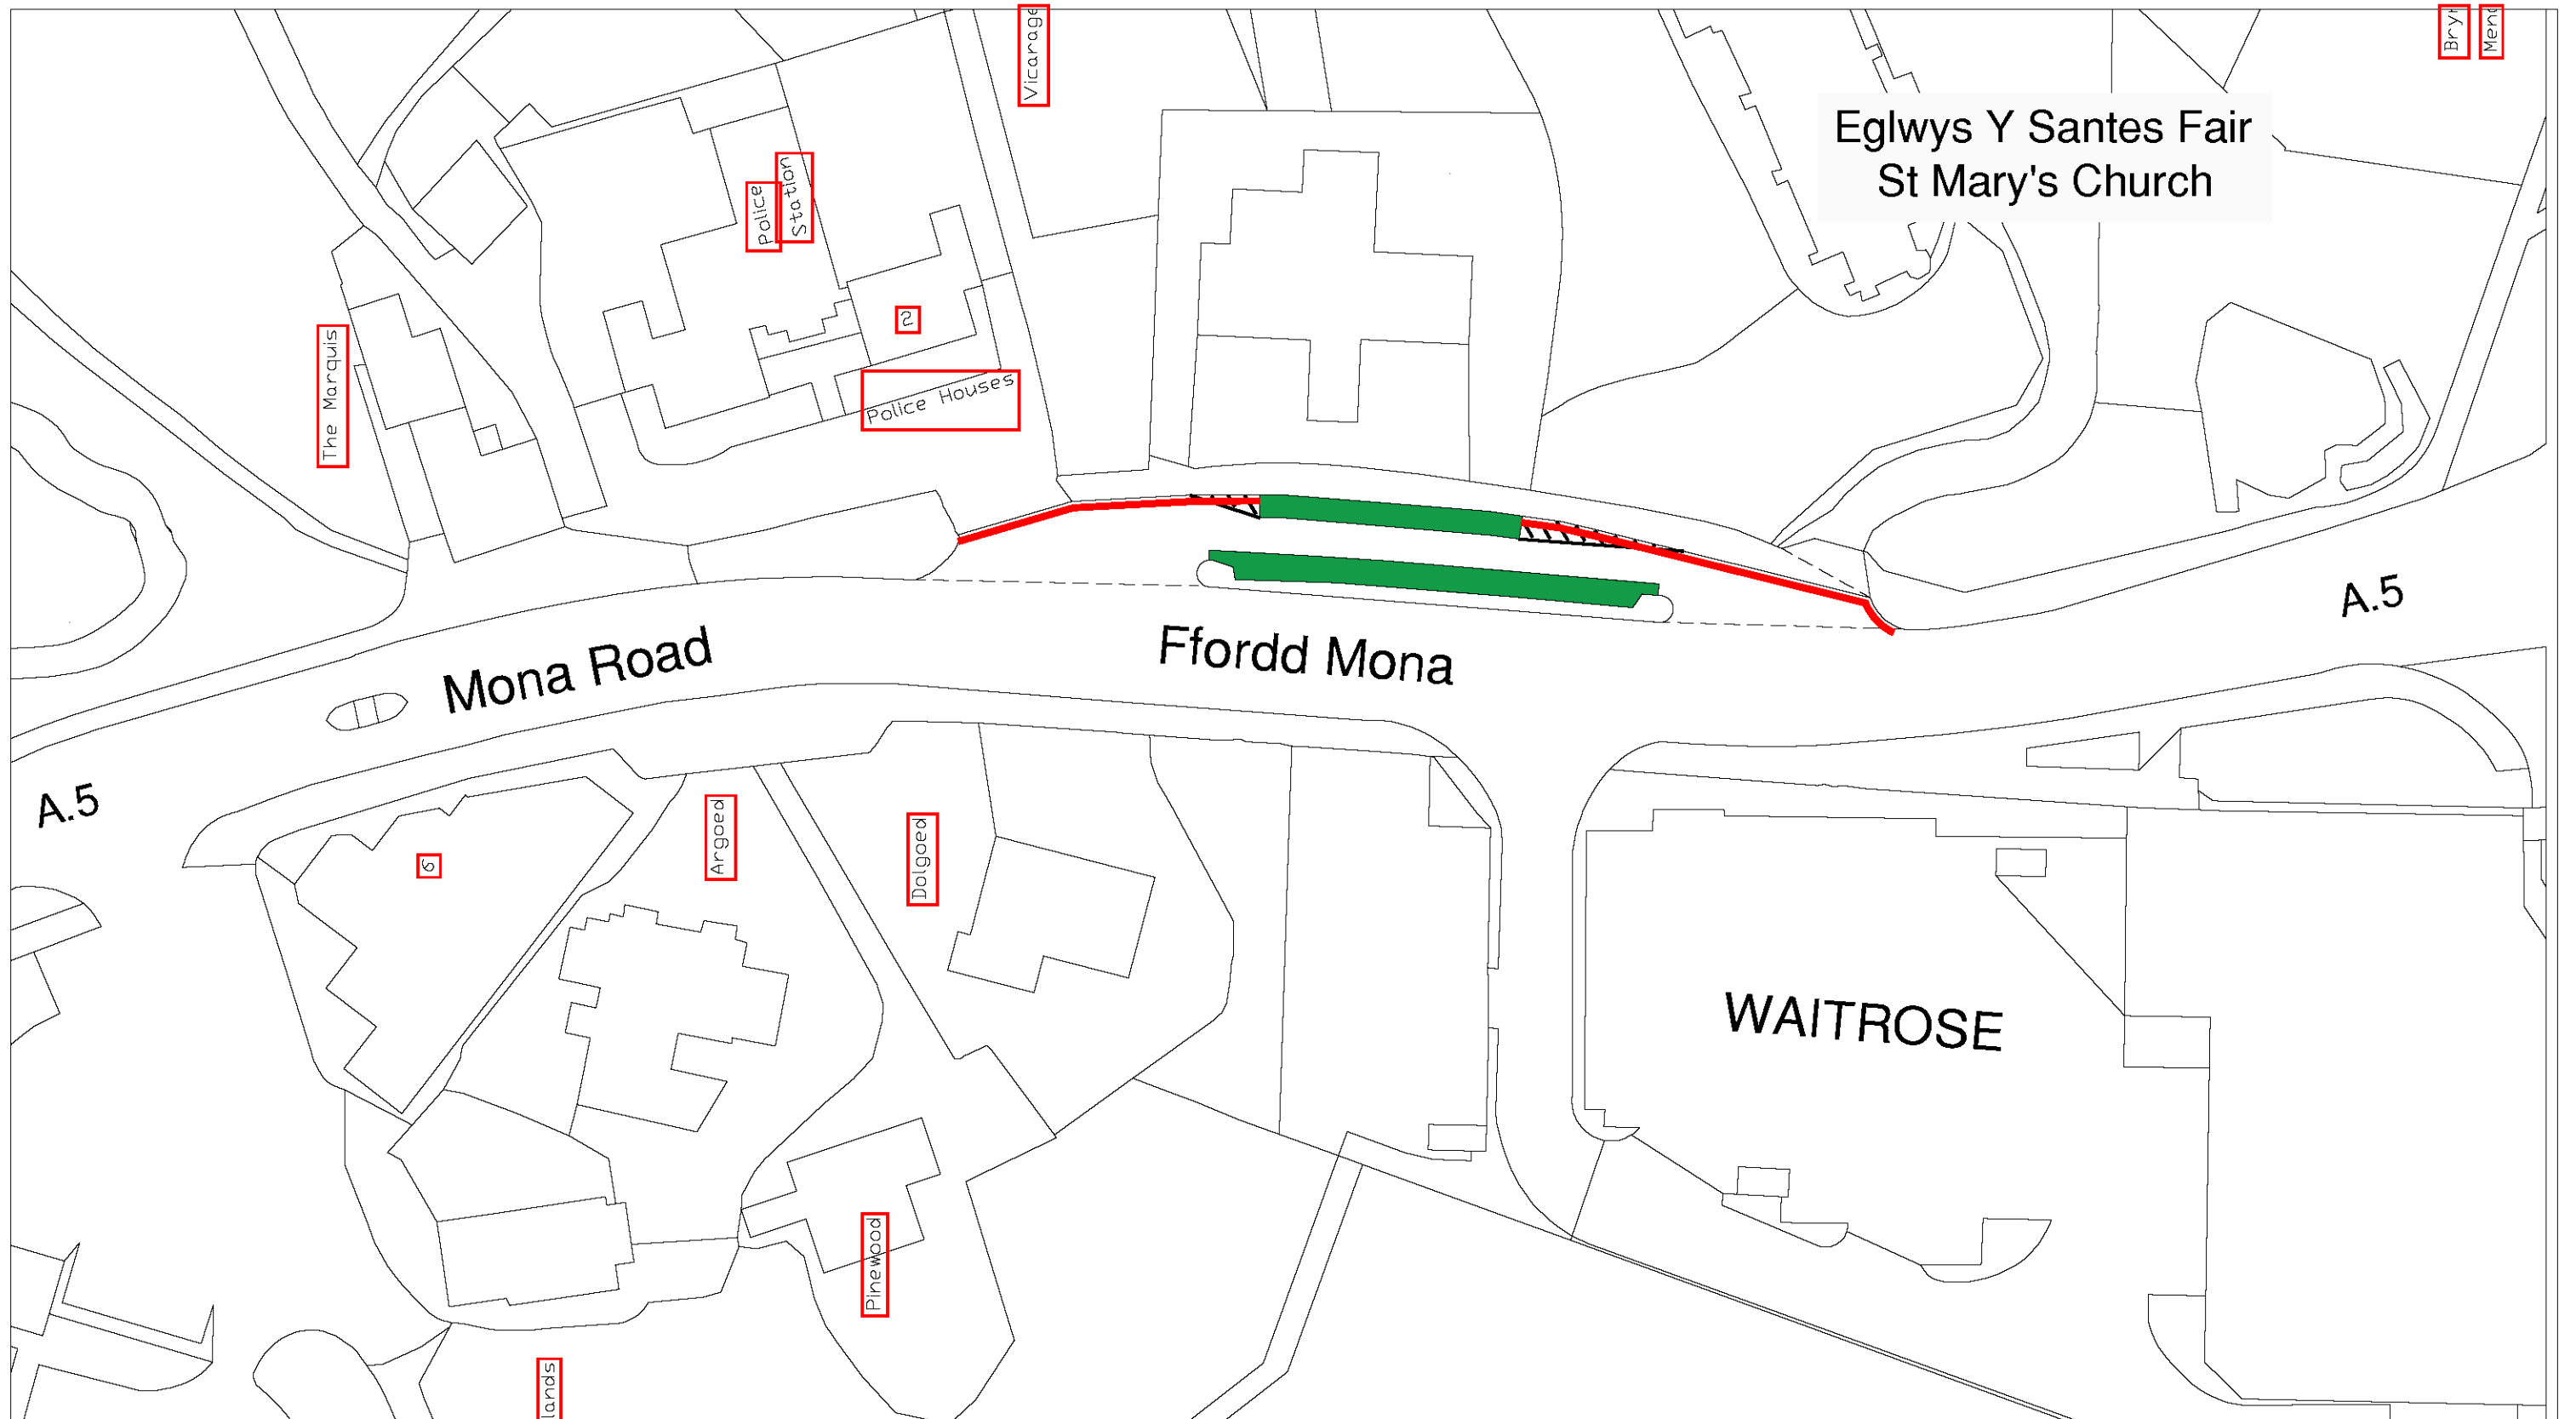 Vicarage
Eglwys Y Santes Fair
St Mary's Church
Police
Station
2
The Marquis
Police Houses
A.5
Mona Road
Ffordd Mona
A.5
6
Argoed
Dolgoed
WAITROSE
Pinewood
lands